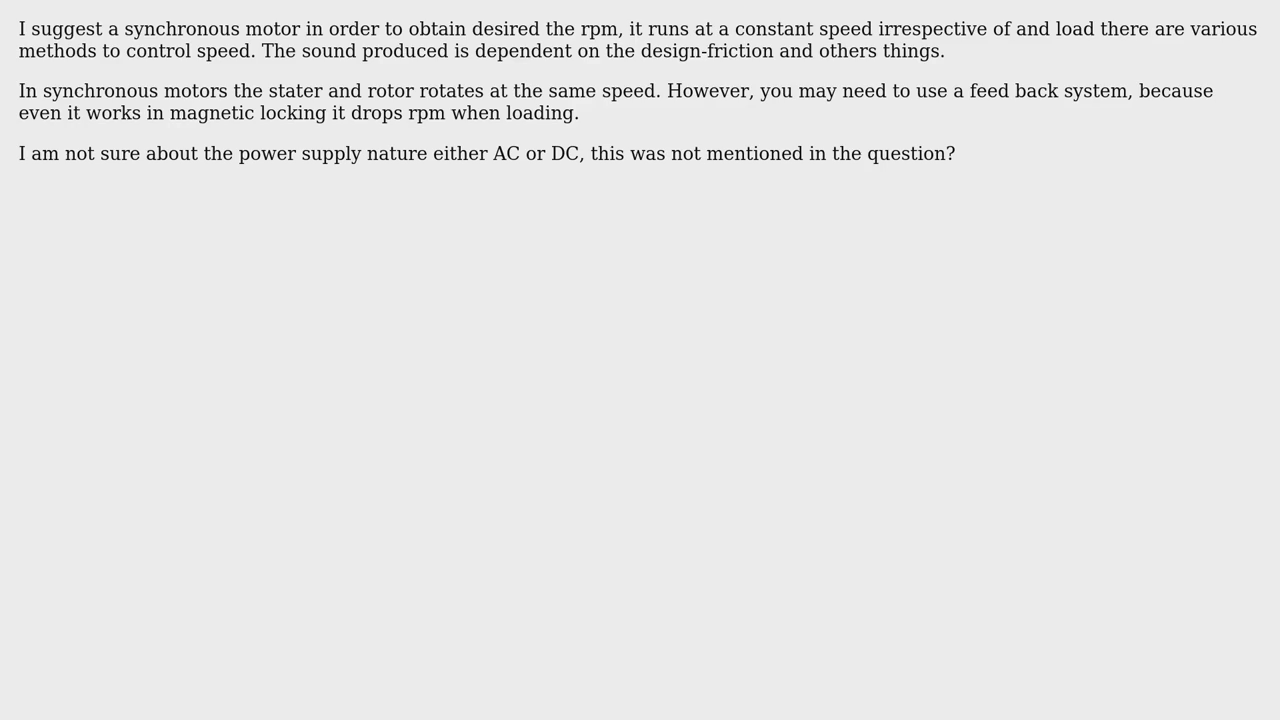 I suggest a synchronous motor in order to obtain desired the rpm, it runs at a constant speed irrespective of and load there are various
methods to control speed. The sound produced is dependent on the design-friction and others things.
In synchronous motors the stater and rotor rotates at the same speed. However, you may need to use a feed back system, because
even it works in magnetic locking it drops rpm when loading.
I am not sure about the power supply nature either AC or DC, this was not mentioned in the question?